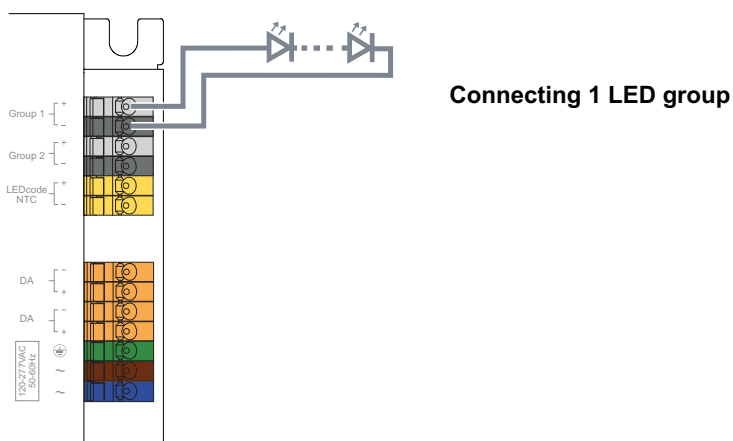 Connecting 1 LED group
Group 1
+
−
Group 2
+
−
LEDcode
NTC
+
−
DA
−
+
DA
−
+
120-277VAC
50-60Hz
~
~